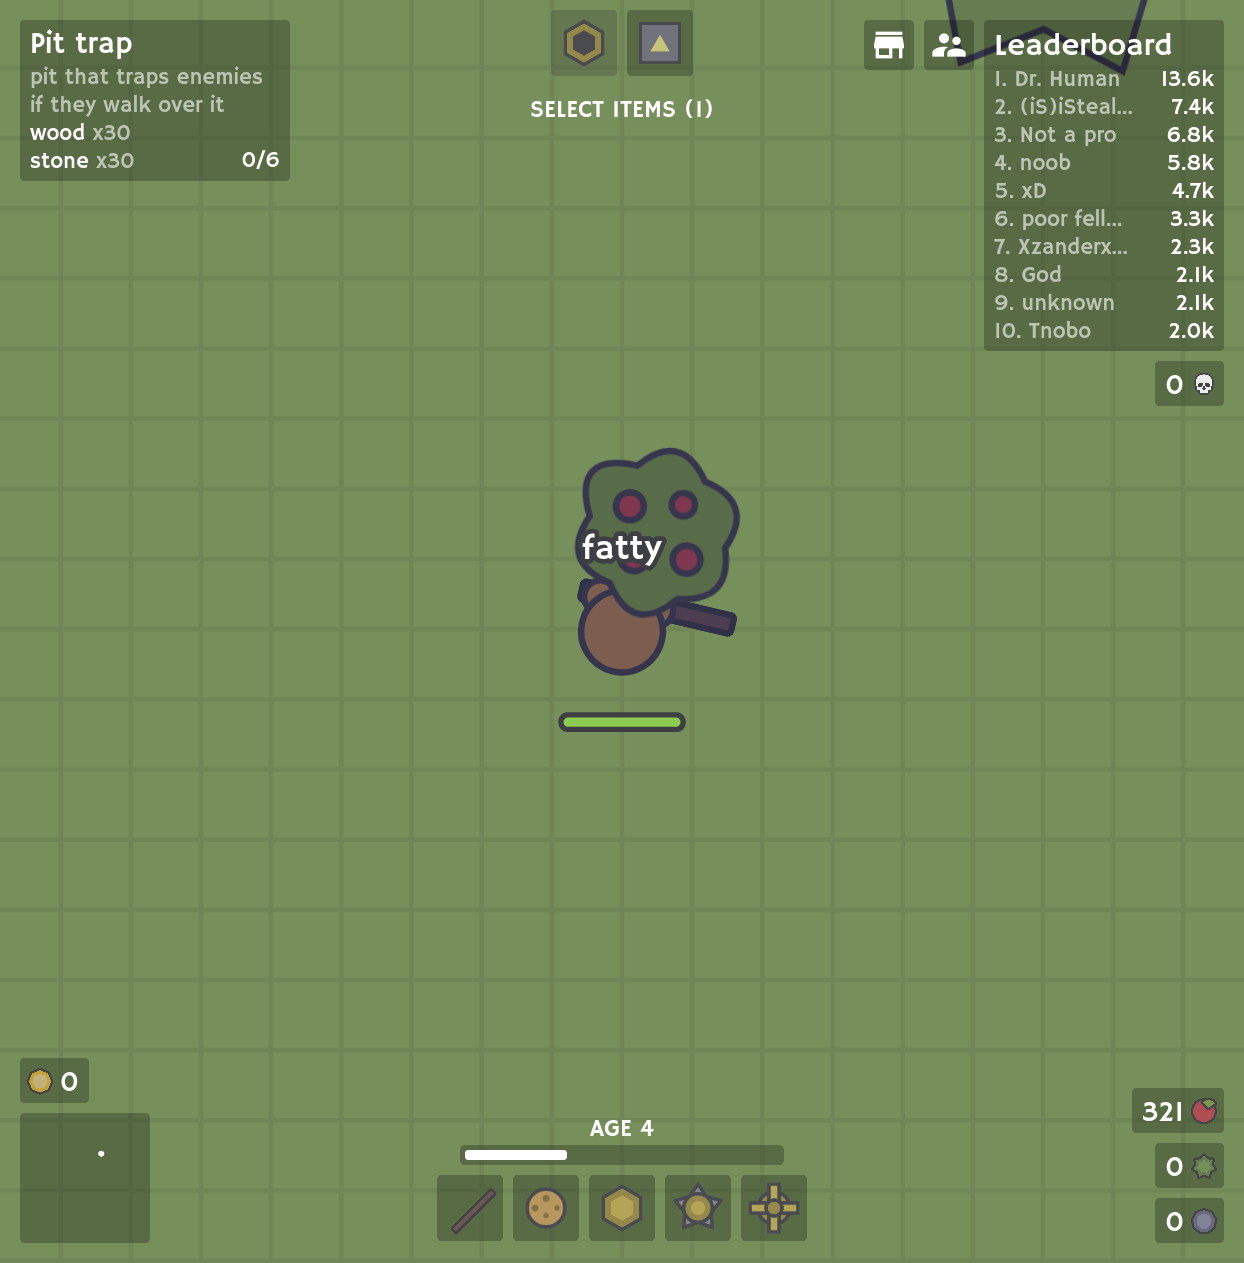 Pit trap
pit that traps enemies
if they walk over it
wood x30
stone x30 0/6
SELECT ITEMS (1)
Leaderboard
1. Dr. Human 13.6k
2. (iS)iSteal... 7.4k
3. Not a pro 6.8k
4. noob 5.8k
5. xD 4.7k
6. poor fell... 3.3k
7. Xzanderx... 2.3k
8. God 2.1k
9. unknown 2.1k
10. Tnobo 2.0k
0
fatty
0
AGE 4
321
0
0